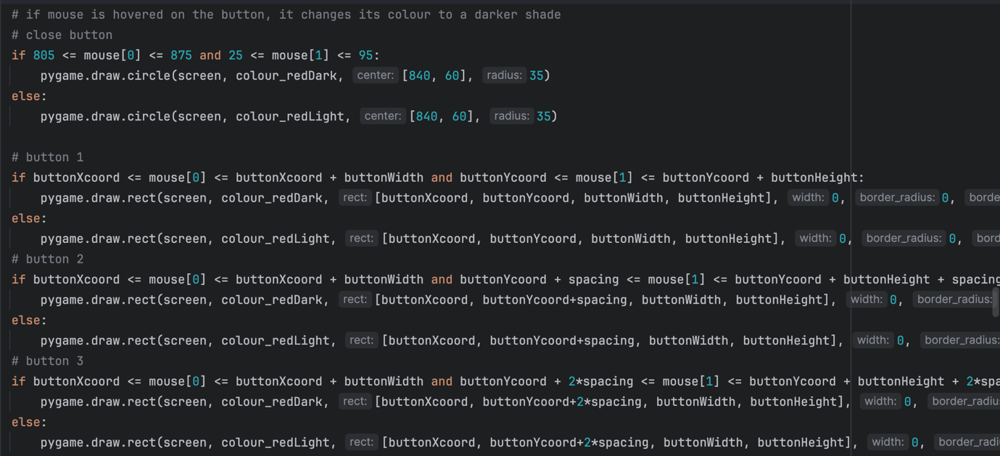 # if mouse is hovered on the button, it changes its colour to a darker shade
# close button
if 805 <= mouse[0] <= 875 and 25 <= mouse[1] <= 95:
    pygame.draw.circle(screen, colour_redDark, center: [840, 60], radius: 35)
else:
    pygame.draw.circle(screen, colour_redLight, center: [840, 60], radius: 35)
# button 1
if buttonXcoord <= mouse[0] <= buttonXcoord + buttonWidth and buttonYcoord <= mouse[1] <= buttonYcoord + buttonHeight:
    pygame.draw.rect(screen, colour_redDark, rect: [buttonXcoord, buttonYcoord, buttonWidth, buttonHeight], width: 0, border_radius: 0, borde
else:
    pygame.draw.rect(screen, colour_redLight, rect: [buttonXcoord, buttonYcoord, buttonWidth, buttonHeight], width: 0, border_radius: 0, bord
# button 2
if buttonXcoord <= mouse[0] <= buttonXcoord + buttonWidth and buttonYcoord + spacing <= mouse[1] <= buttonYcoord + buttonHeight + spacing
    pygame.draw.rect(screen, colour_redDark, rect: [buttonXcoord, buttonYcoord+spacing, buttonWidth, buttonHeight], width: 0, border_radius:
else:
    pygame.draw.rect(screen, colour_redLight, rect: [buttonXcoord, buttonYcoord+spacing, buttonWidth, buttonHeight], width: 0, border_radius:
# button 3
if buttonXcoord <= mouse[0] <= buttonXcoord + buttonWidth and buttonYcoord + 2*spacing <= mouse[1] <= buttonYcoord + buttonHeight + 2*spa
    pygame.draw.rect(screen, colour_redDark, rect: [buttonXcoord, buttonYcoord+2*spacing, buttonWidth, buttonHeight], width: 0, border_radiu
else:
    pygame.draw.rect(screen, colour_redLight, rect: [buttonXcoord, buttonYcoord+2*spacing, buttonWidth, buttonHeight], width: 0, border_radi